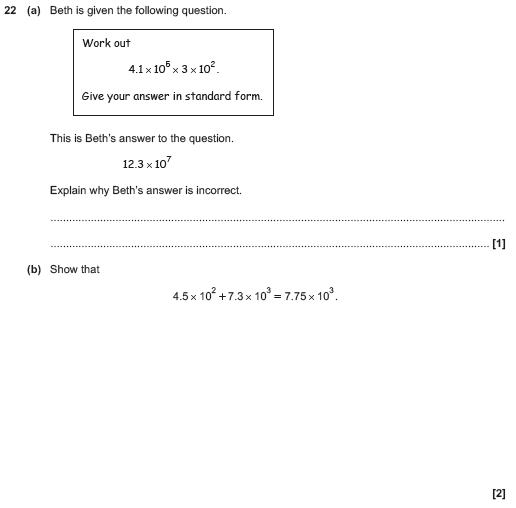 22 (a) Beth is given the following question.
Work out
4.1 × 10⁵ × 3 × 10².
Give your answer in standard form.
This is Beth's answer to the question.
12.3 × 10⁷
Explain why Beth's answer is incorrect.
..........................................................................................................................................
.................................................................................................................................... [1]
(b) Show that
4.5 × 10² + 7.3 × 10³ = 7.75 × 10³.
[2]